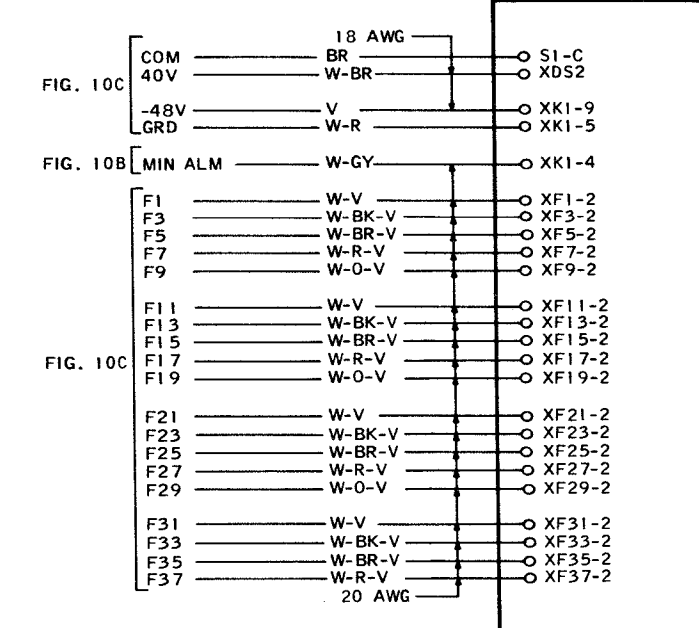 18 AWG
COM BR S1-C
40V W-BR XDS2
FIG. 10C
-48V V XK1-9
GRD W-R XK1-5
FIG. 10B MIN ALM W-GY XK1-4
F1 W-V XF1-2
F3 W-BK-V XF3-2
F5 W-BR-V XF5-2
F7 W-R-V XF7-2
F9 W-O-V XF9-2
F11 W-V XF11-2
F13 W-BK-V XF13-2
F15 W-BR-V XF15-2
FIG. 10C F17 W-R-V XF17-2
F19 W-O-V XF19-2
F21 W-V XF21-2
F23 W-BK-V XF23-2
F25 W-BR-V XF25-2
F27 W-R-V XF27-2
F29 W-O-V XF29-2
F31 W-V XF31-2
F33 W-BK-V XF33-2
F35 W-BR-V XF35-2
F37 W-R-V XF37-2
20 AWG